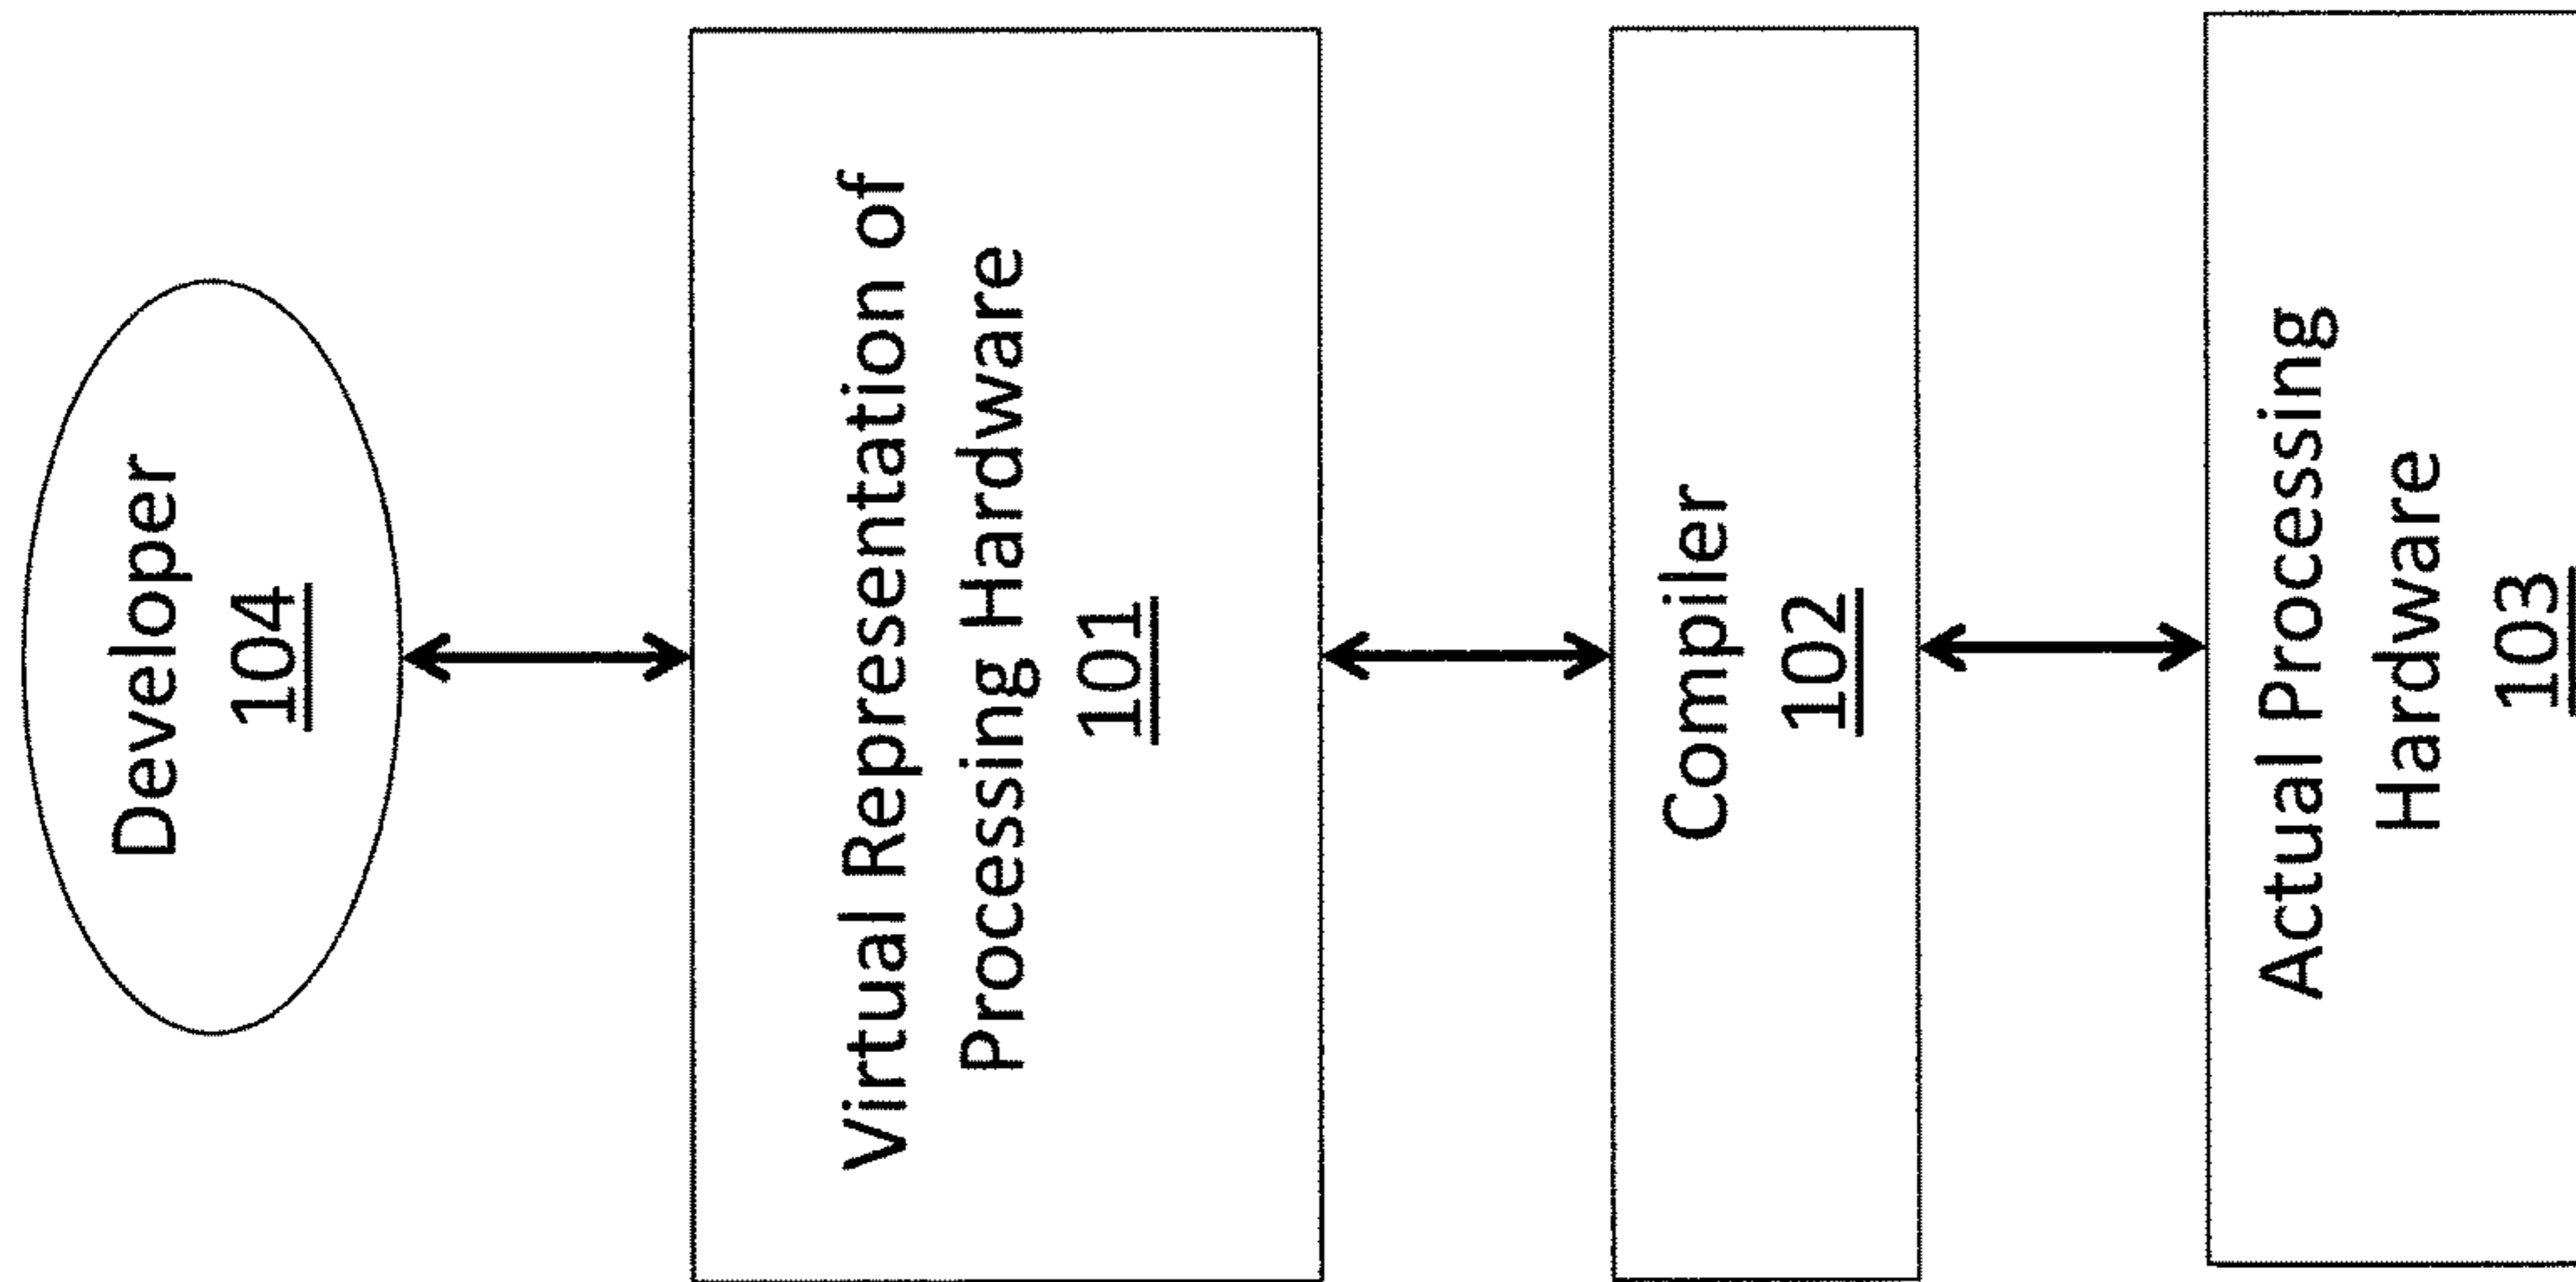 Developer
104
Virtual Representation of
Processing Hardware
101
Compiler
102
Actual Processing
Hardware
103